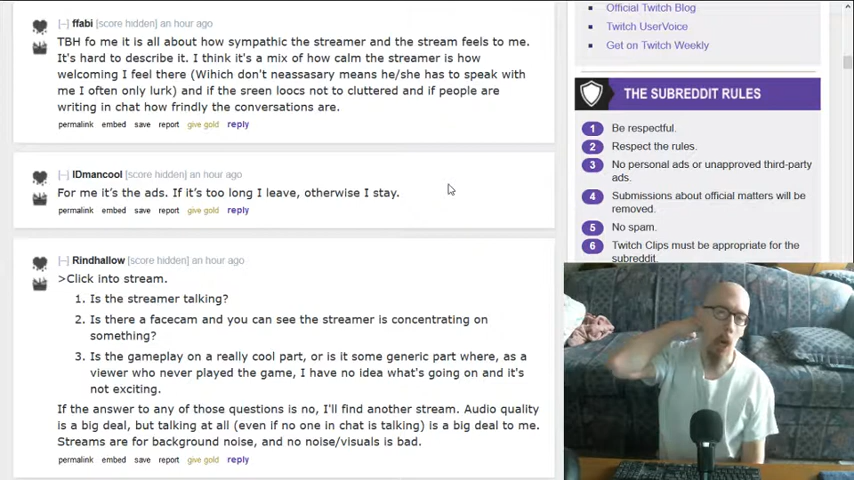 [–] ffabi [score hidden] an hour ago
TBH fo me it is all about how sympathic the streamer and the stream feels to me.
It's hard to describe it. I think it's a mix of how calm the streamer is how
welcoming I feel there (Wihich don't neassasary means he/she has to speak with
me I often only lurk) and if the sreen loocs not to cluttered and if people are
writing in chat how frindly the conversations are.
permalink embed save report give gold reply
[–] IDmancool [score hidden] an hour ago
For me it's the ads. If it's too long I leave, otherwise I stay.
permalink embed save report give gold reply
[–] Rindhallow [score hidden] an hour ago
>Click into stream.
1. Is the streamer talking?
2. Is there a facecam and you can see the streamer is concentrating on
something?
3. Is the gameplay on a really cool part, or is it some generic part where, as a
viewer who never played the game, I have no idea what's going on and it's
not exciting.
If the answer to any of those questions is no, I'll find another stream. Audio quality
is a big deal, but talking at all (even if no one in chat is talking) is a big deal to me.
Streams are for background noise, and no noise/visuals is bad.
permalink embed save report give gold reply
Official Twitch Blog
Twitch UserVoice
Get on Twitch Weekly
THE SUBREDDIT RULES
1 Be respectful.
2 Respect the rules.
3 No personal ads or unapproved third-party
ads.
4 Submissions about official matters will be
removed.
5 No spam.
6 Twitch Clips must be appropriate for the
subreddit.